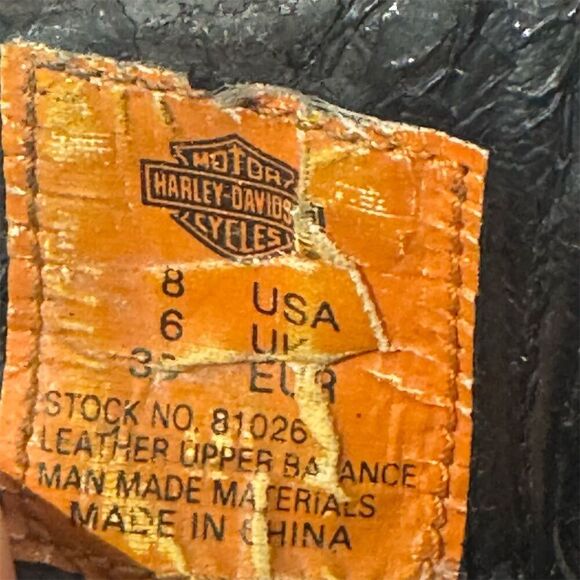 MOTOR
HARLEY-DAVIDSON
CYCLES
8 USA
6 UK
EUR
STOCK NO. 81026
LEATHER UPPER BALANCE
MAN MADE MATERIALS
MADE IN CHINA